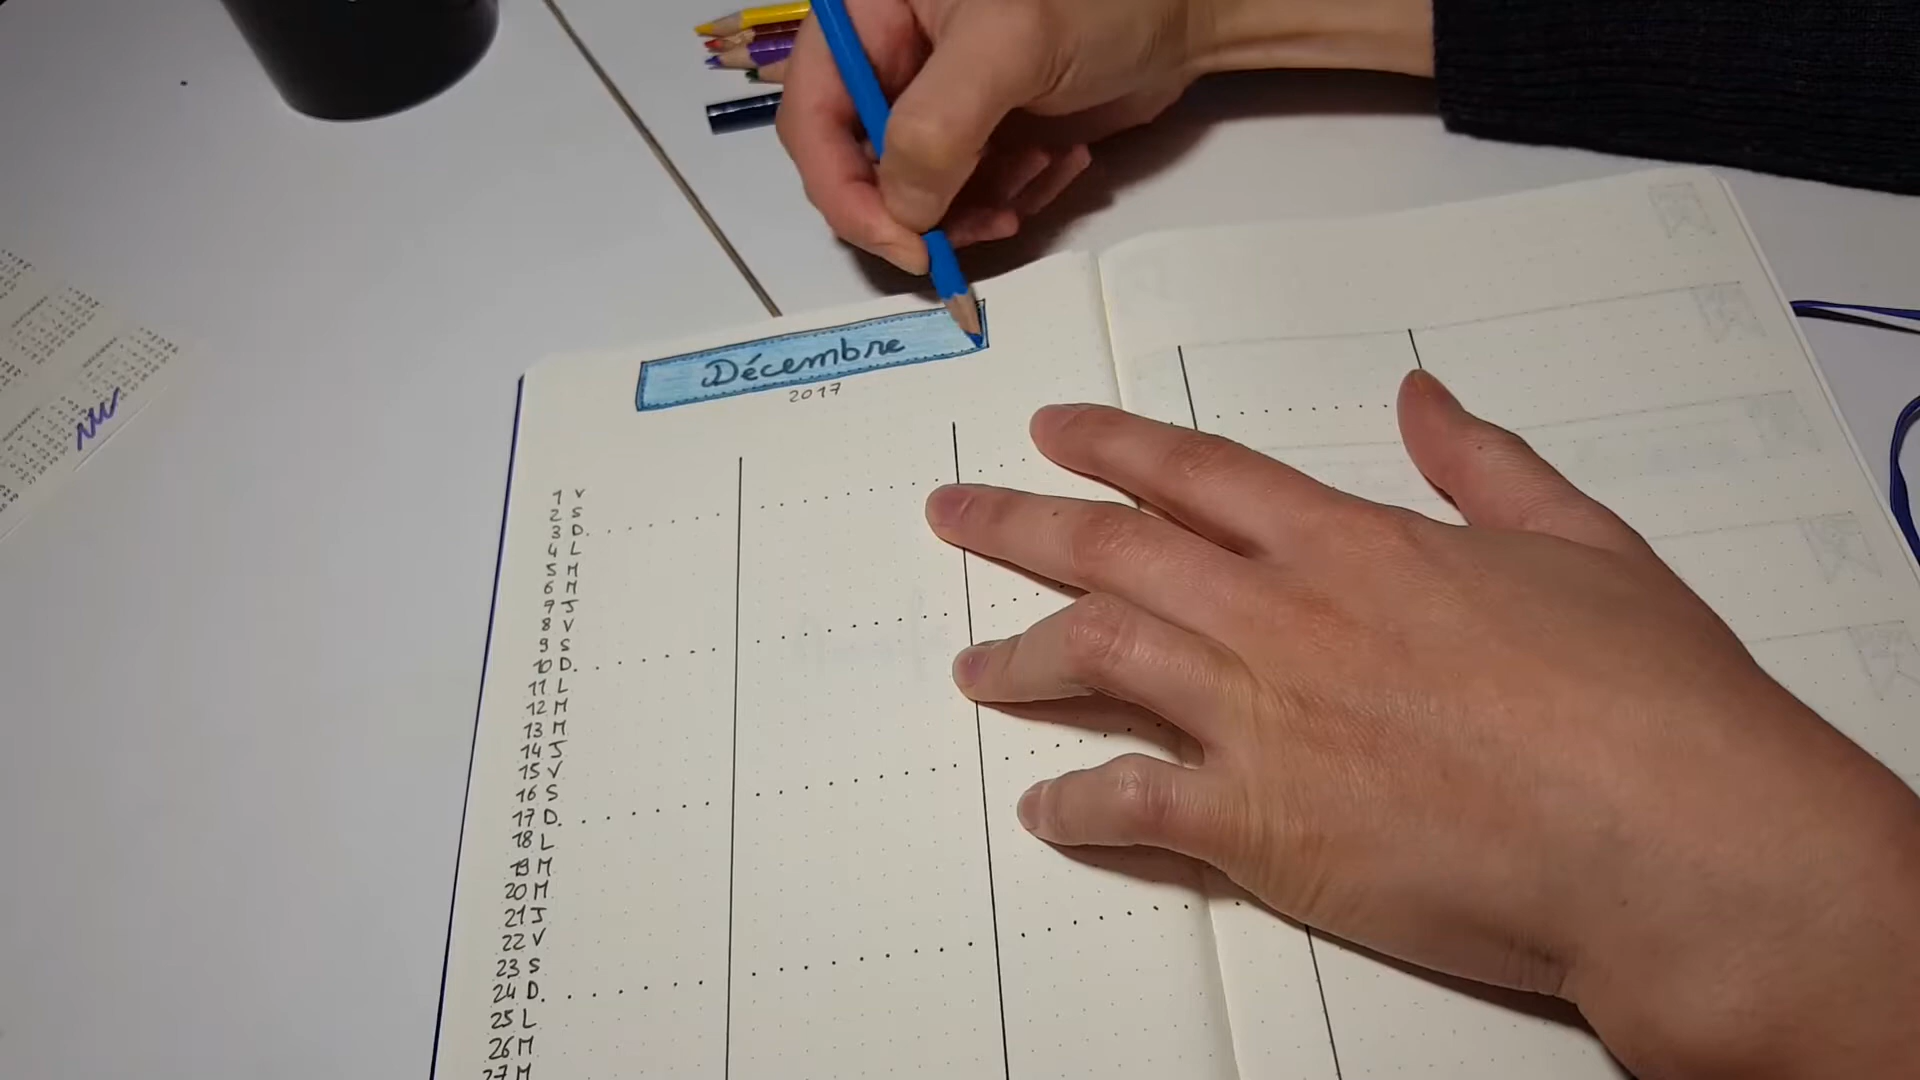 Décembre
2017
1 V
2 S
3 D
4 L
5 M
6 M
7 J
8 V
9 S
10 D
11 L
12 M
13 M
14 J
15 V
16 S
17 D
18 L
19 M
20 M
21 J
22 V
23 S
24 D
25 L
26 M
27 M